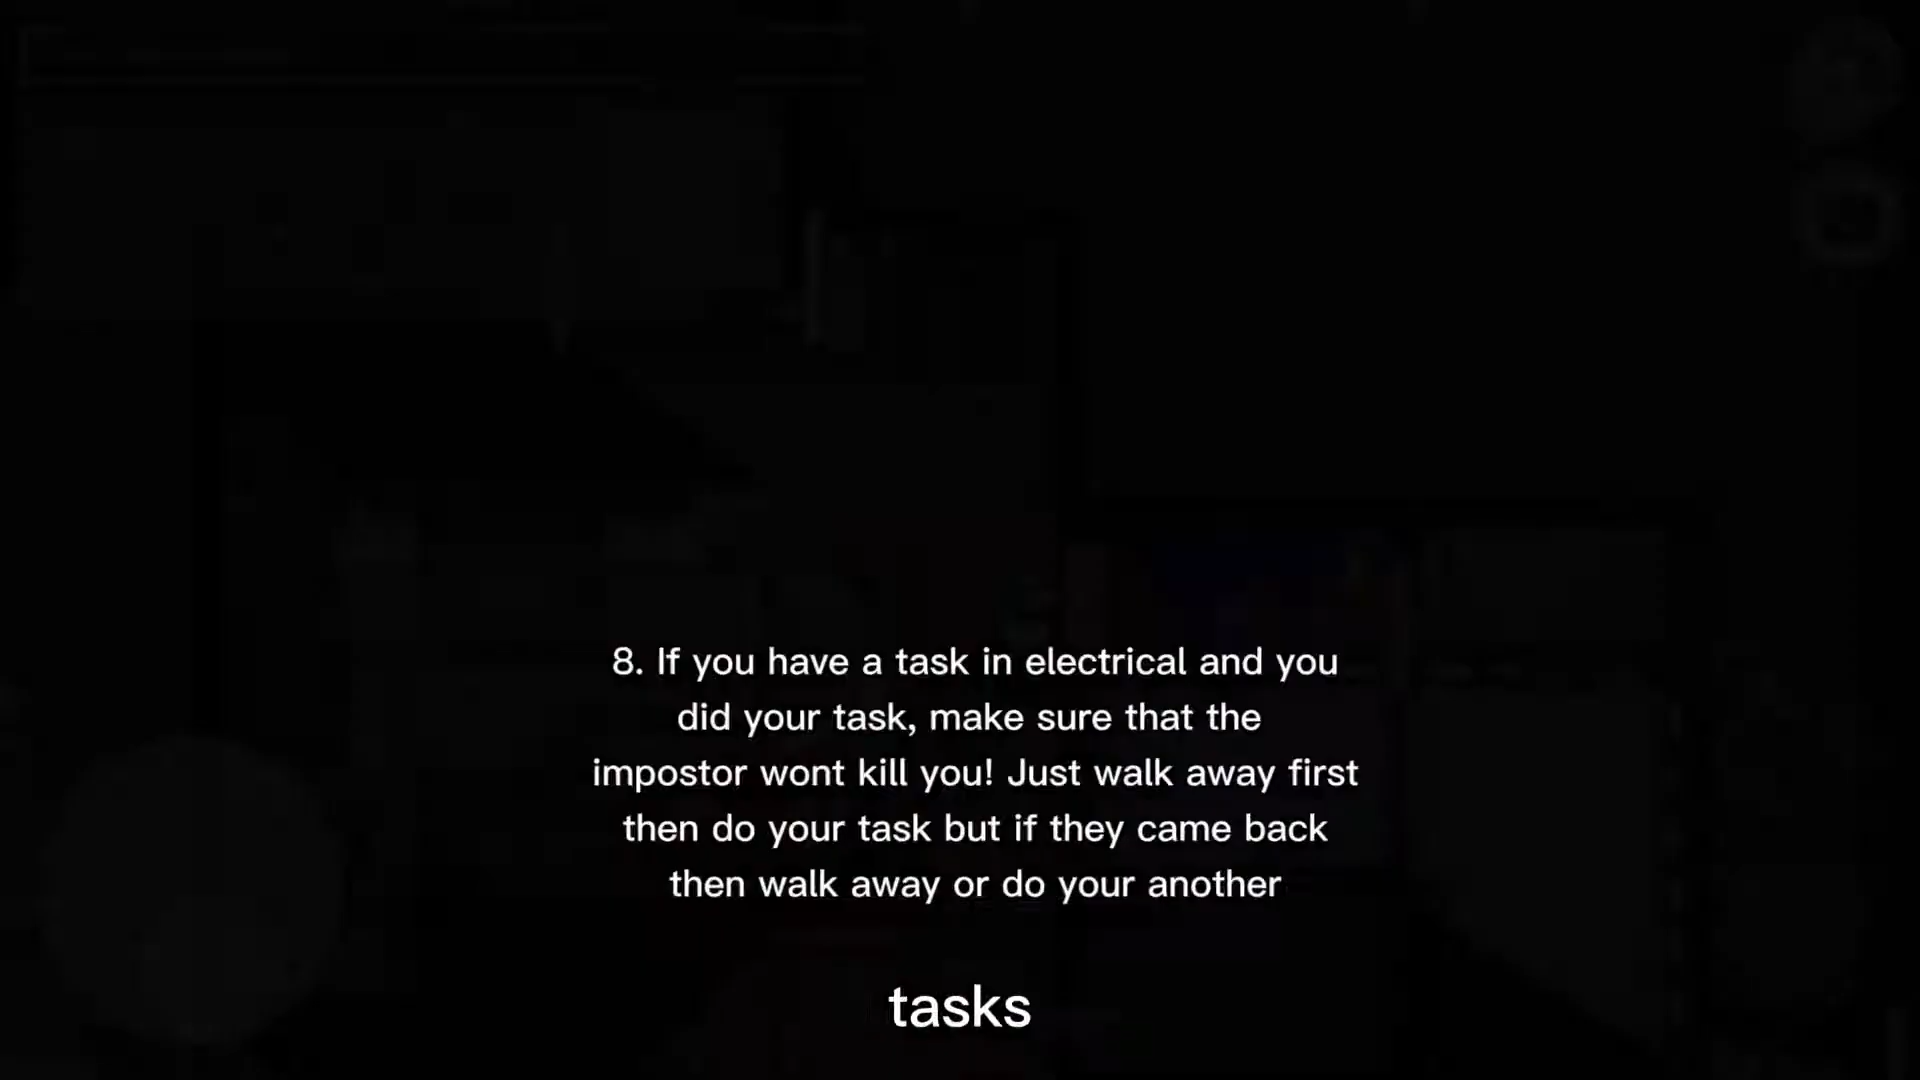 8. If you have a task in electrical and you
did your task, make sure that the
impostor wont kill you! Just walk away first
then do your task but if they came back
then walk away or do your another
tasks